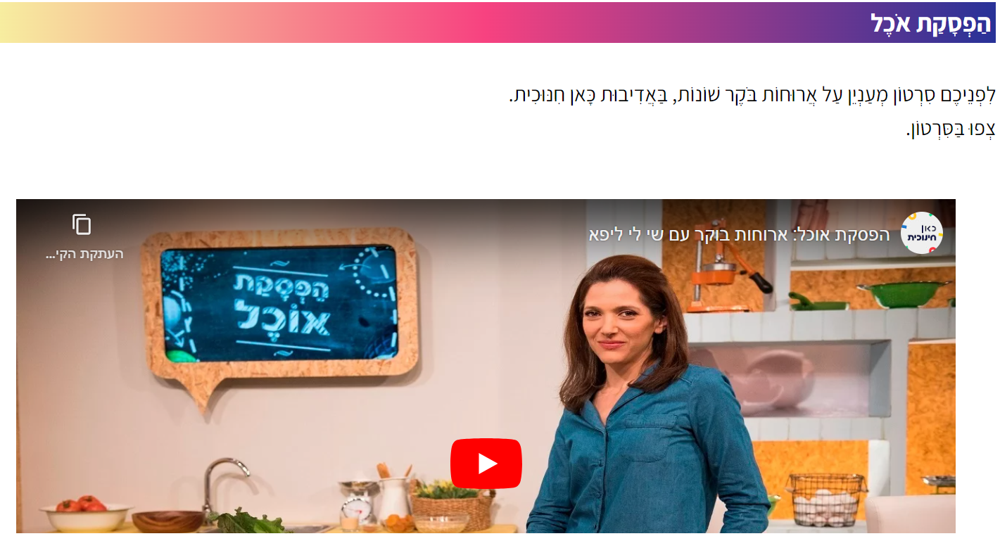 הַפְסָקַת אֹכֶל
לִפְנֵיכֶם סִרְטוֹן מְעַנְיֵן עַל אֲרוּחוֹת בֹּקֶר שׁוֹנוֹת, בַּאֲדִיבוּת כָּאן חִנּוּכִית.
צְפוּ בַּסִּרְטוֹן.
כאן
חינוכית
הפסקת אוכל: ארוחות בוקר עם שי לי ליפא
העתקת הקי...
הַפְסָקַת
אוֹכֶל